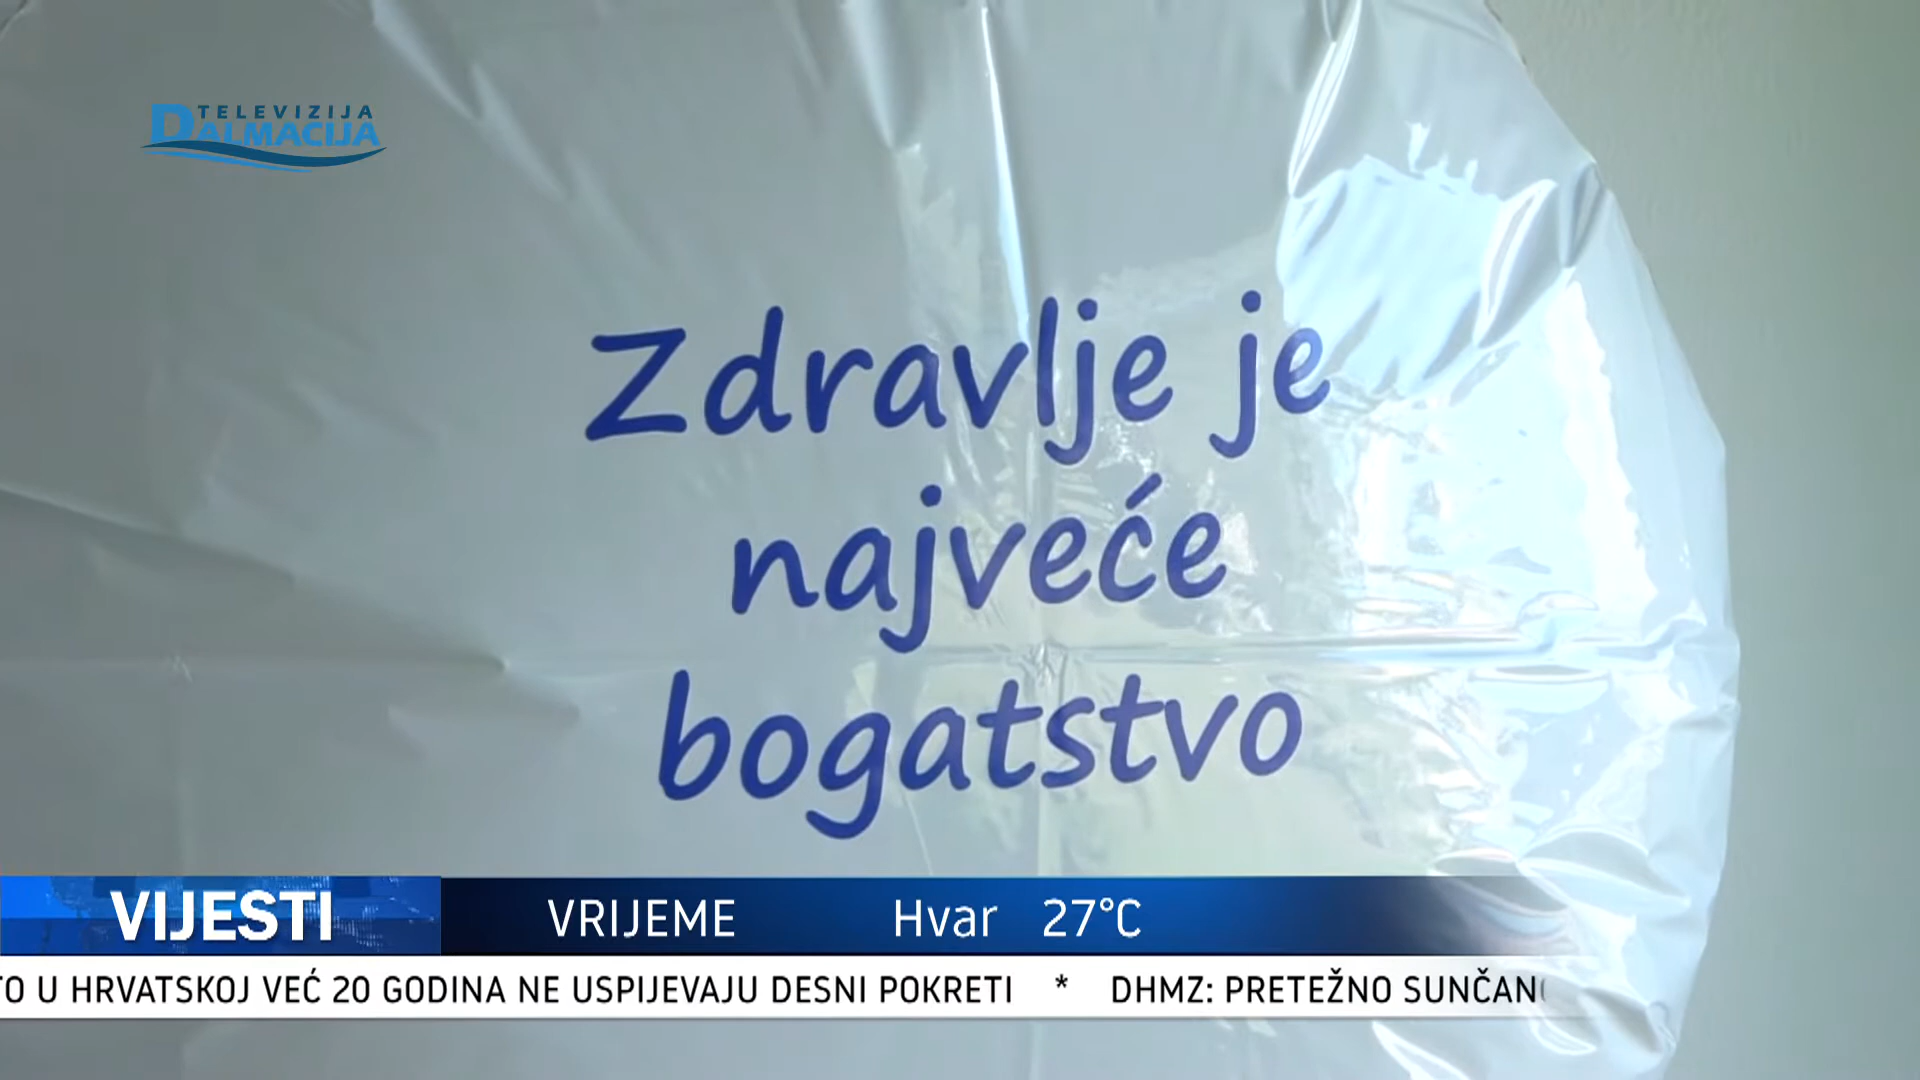 TELEVIZIJA
DALMACIJA
Zdravlje je
najveće
bogatstvo
VIJESTI VRIJEME Hvar 27°C
U HRVATSKOJ VEĆ 20 GODINA NE USPIJEVAJU DESNI POKRETI * DHMZ: PRETEŽNO